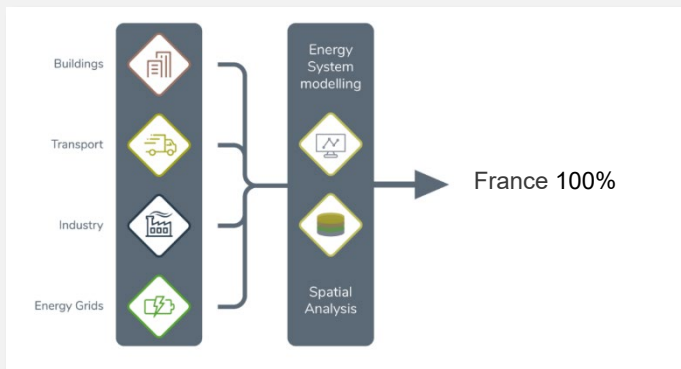 Buildings
Transport
Industry
Energy Grids
Energy
System
modelling
Spatial
Analysis
France 100%